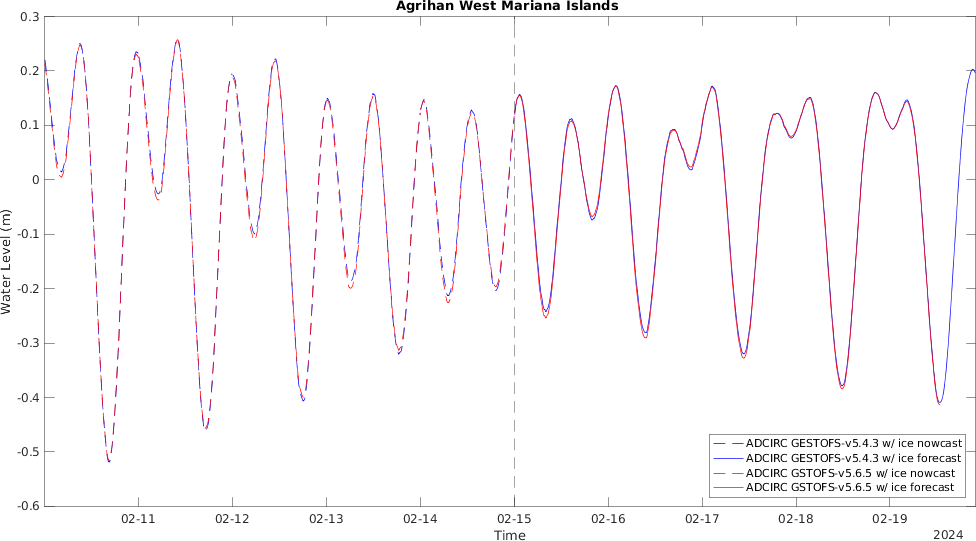 Agrihan West Mariana Islands
0.3
0.2
0.1
0
-0.1
-0.2
-0.3
-0.4
-0.5
-0.6
Water Level (m)
ADCIRC GESTOFS-v5.4.3 w/ ice nowcast
ADCIRC GESTOFS-v5.4.3 w/ ice forecast
ADCIRC GSTOFS-v5.6.5 w/ ice nowcast
ADCIRC GSTOFS-v5.6.5 w/ ice forecast
02-11 02-12 02-13 02-14 02-15 02-16 02-17 02-18 02-19
Time
2024